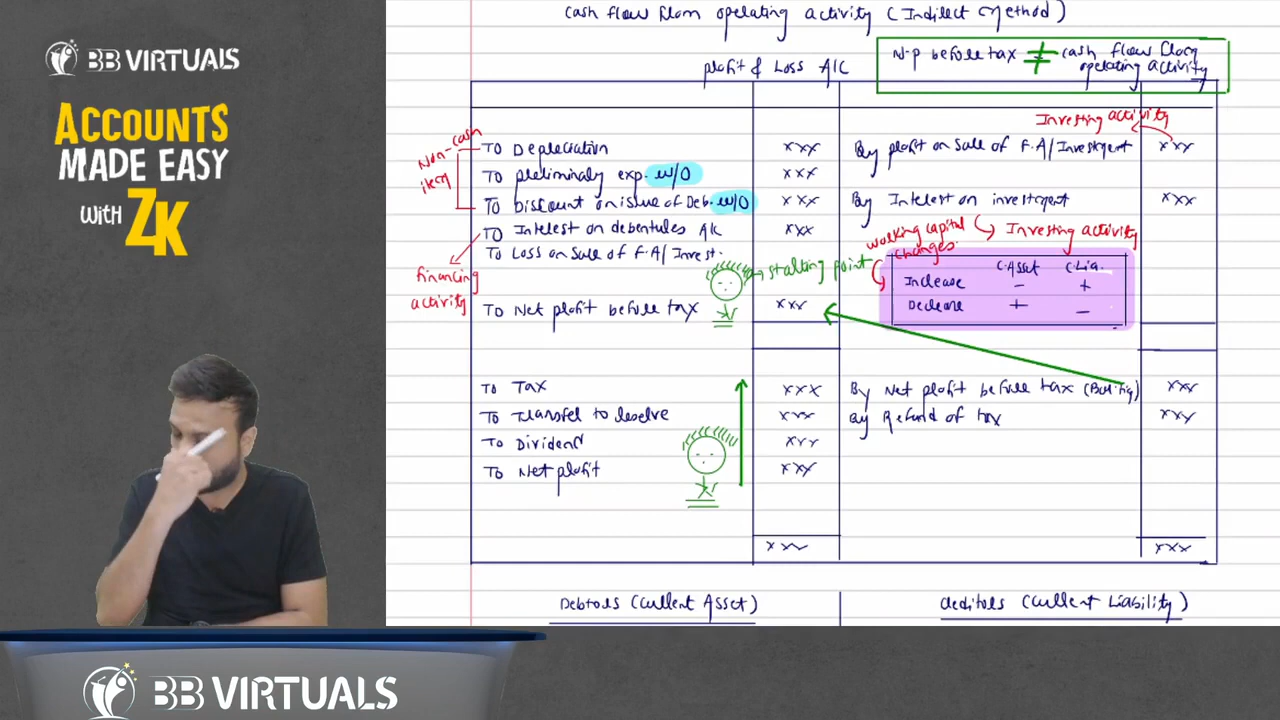 BB VIRTUALS
ACCOUNTS
MADE EASY
WITH ZK
Cash flow from operating activity (Indirect Method)
N.p before tax ≠ cash flow from
operating activity
profit & Loss A/C
Investing activity
Non-cash
item
To Depreciation xxx
By profit on Sale of F.A/Investment xxx
To preliminary exp. w/o xxx
To Discount on issue of Deb. w/o xxx
By Interest on investment xxx
To Interest on debentures A/c xxx
working capital
changes.
Investing activity
To Loss on Sale of F.A/Invest.
financing
activity
starting point
C.Asset C.Lia.
Increase - +
Decrease + -
To Net profit before tax xxx
To Tax xxx
By Net profit before tax (Bal. fig) xxx
To Transfer to reserve xxx
By Refund of tax xxx
To Dividend xxx
To Net profit xxx
xxx
xxx
Debtors (Current Asset)
creditors (Current Liability)
BB VIRTUALS